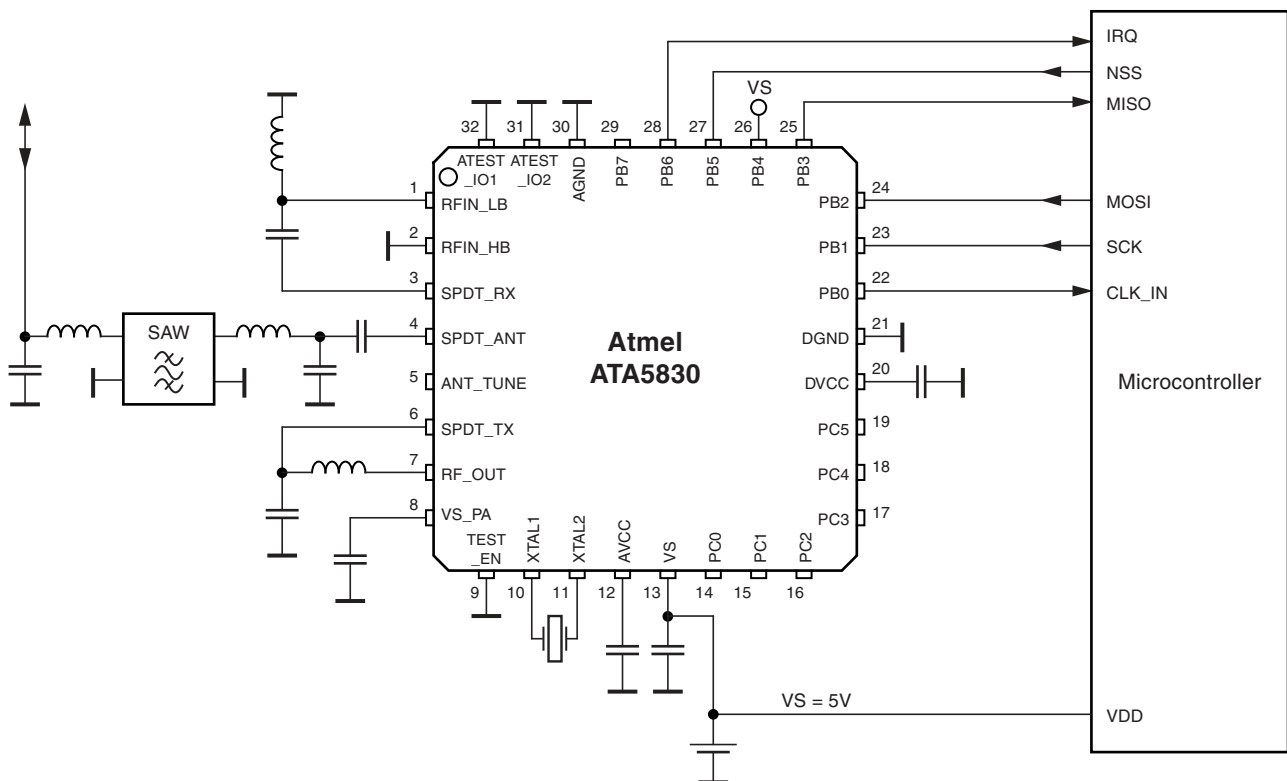 IRQ
NSS
VS
MISO
32 31 30 29 28 27 26 25
ATEST
_IO1
ATEST
_IO2
AGND
PB7
PB6
PB5
PB4
PB3
1
RFIN_LB
PB2
24
MOSI
2
RFIN_HB
PB1
23
SCK
3
SPDT_RX
PB0
22
CLK_IN
SAW
4
SPDT_ANT
Atmel
ATA5830
DGND
21
5
ANT_TUNE
DVCC
20
Microcontroller
6
SPDT_TX
PC5
19
7
RF_OUT
PC4
18
8
VS_PA
PC3
17
TEST
_EN
XTAL1
XTAL2
AVCC
VS
PC0
PC1
PC2
9 10 11 12 13 14 15 16
VS = 5V
VDD